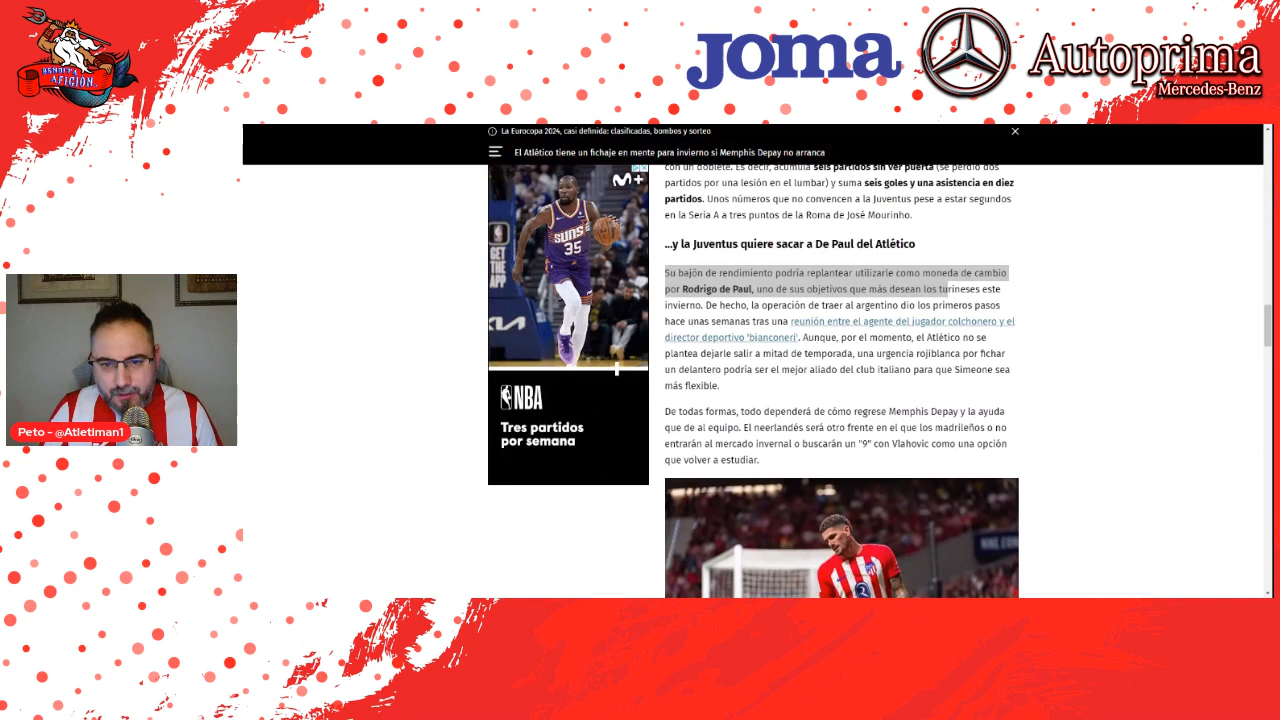 BENDITA
AFICIÓN
Joma
Autoprima
Mercedes-Benz
La Eurocopa 2024, casi definida: clasificadas, bombos y sorteo
El Atlético tiene un fichaje en mente para invierno si Memphis Depay no arranca
M+
SUNS
35
NBA
GET
THE
APP
NBA
Tres partidos
por semana
con un doblete. Es decir, acumula seis partidos sin ver puerta (se perdió dos
partidos por una lesión en el lumbar) y suma seis goles y una asistencia en diez
partidos. Unos números que no convencen a la Juventus pese a estar segundos
en la Seria A a tres puntos de la Roma de José Mourinho.
...y la Juventus quiere sacar a De Paul del Atlético
Su bajón de rendimiento podría replantear utilizarle como moneda de cambio
por Rodrigo de Paul, uno de sus objetivos que más desean los turineses este
invierno. De hecho, la operación de traer al argentino dio los primeros pasos
hace unas semanas tras una reunión entre el agente del jugador colchonero y el
director deportivo 'bianconeri'. Aunque, por el momento, el Atlético no se
plantea dejarle salir a mitad de temporada, una urgencia rojiblanca por fichar
un delantero podría ser el mejor aliado del club italiano para que Simeone sea
más flexible.
De todas formas, todo dependerá de cómo regrese Memphis Depay y la ayuda
que de al equipo. El neerlandés otro frente en el que los madrileños o no
entrarán al mercado invernal o buscarán un "9" con Vlahovic como una opción
que volver a estudiar.
Peto - @Atletiman1